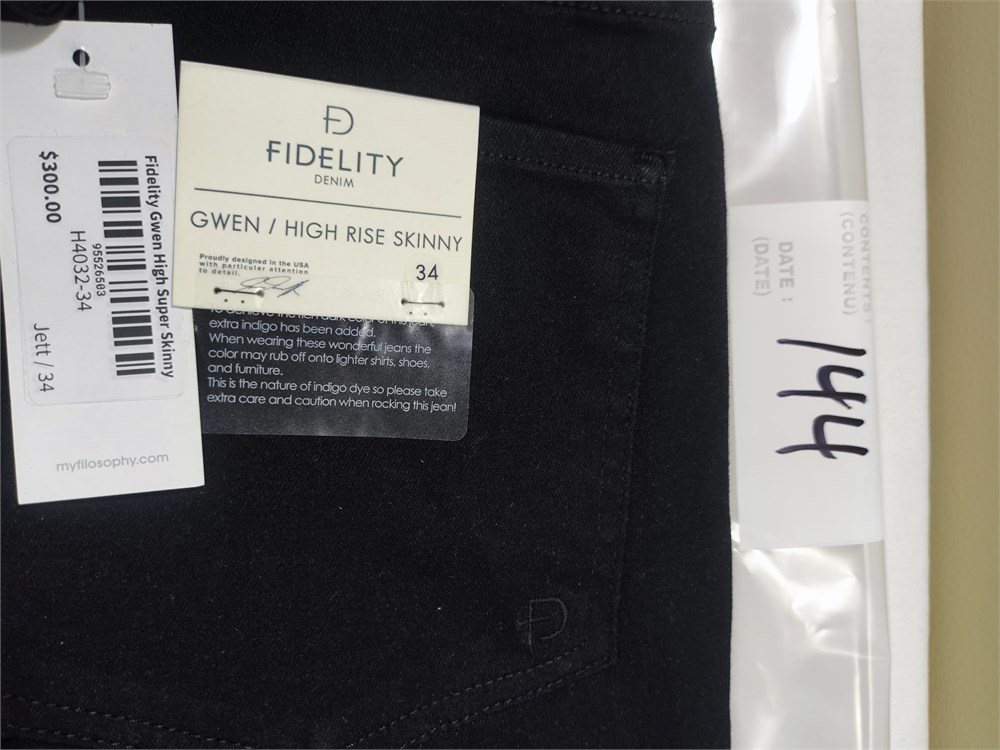 Fidelity Gwen High Super Skinny
95526503
H4032-34
$300.00
Jett / 34
myfilosophy.com
FD
FIDELITY
DENIM
GWEN / HIGH RISE SKINNY
Proudly designed in the USA
with particular attention
to detail.
34
extra indigo has been added.
When wearing these wonderful jeans the
color may rub off onto lighter shirts, shoes,
and furniture.
This is the nature of indigo dye so please take
extra care and caution when rocking this jean!
CONTENTS :
(CONTENU)
DATE :
(DATE)
144